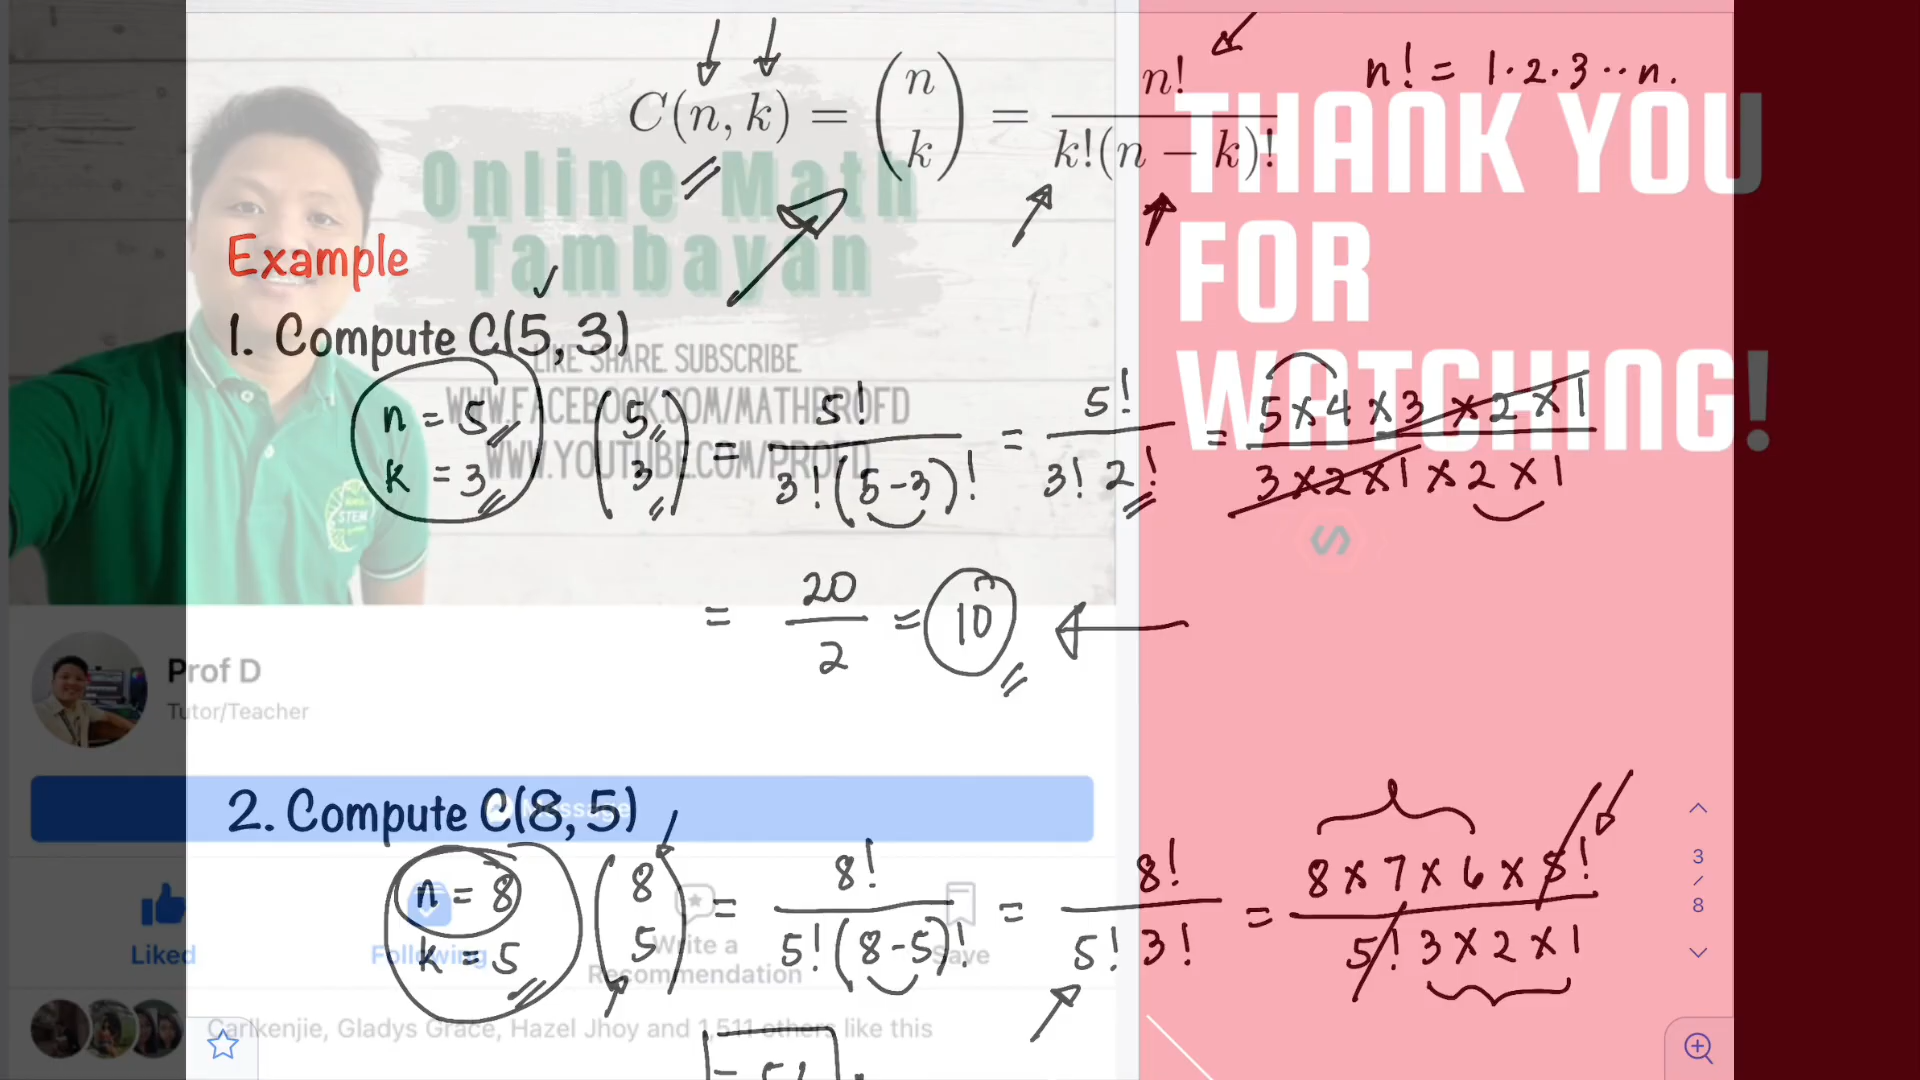 C(n, k) = (n k) = n! / k!(n − k)!
n! = 1·2·3··n.
THANK YOU
FOR
WATCHING!
Online Math
Tambayan
Example
1. Compute C(5,3)
LIKE SHARE SUBSCRIBE
WWW.FACEBOOK.COM/MATHPROFD
WWW.YOUTUBE.COM/PROFD
n = 5
k = 3
(5 3) = 5! / 3!(5-3)! = 5! / 3! 2! = 5 x 4 x 3 x 2 x 1 / 3 x 2 x 1 x 2 x 1
STEM
= 20 / 2 = 10
Prof D
Tutor/Teacher
2. Compute C(8,5)
Message
n = 8
k = 5
(8 5) = 8! / 5!(8-5)! = 8! / 5! 3! = 8 x 7 x 6 x 5! / 5! 3 x 2 x 1
3 / 8
Liked
Following
Write a
Recommendation
Save
Carlkenjie, Gladys Grace, Hazel Jhoy and 1,511 others like this